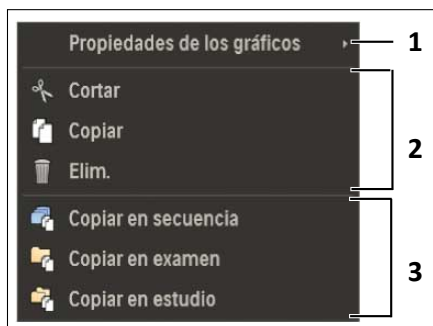 Propiedades de los gráficos 1
Cortar
Copiar 2
Elim.
Copiar en secuencia
Copiar en examen 3
Copiar en estudio